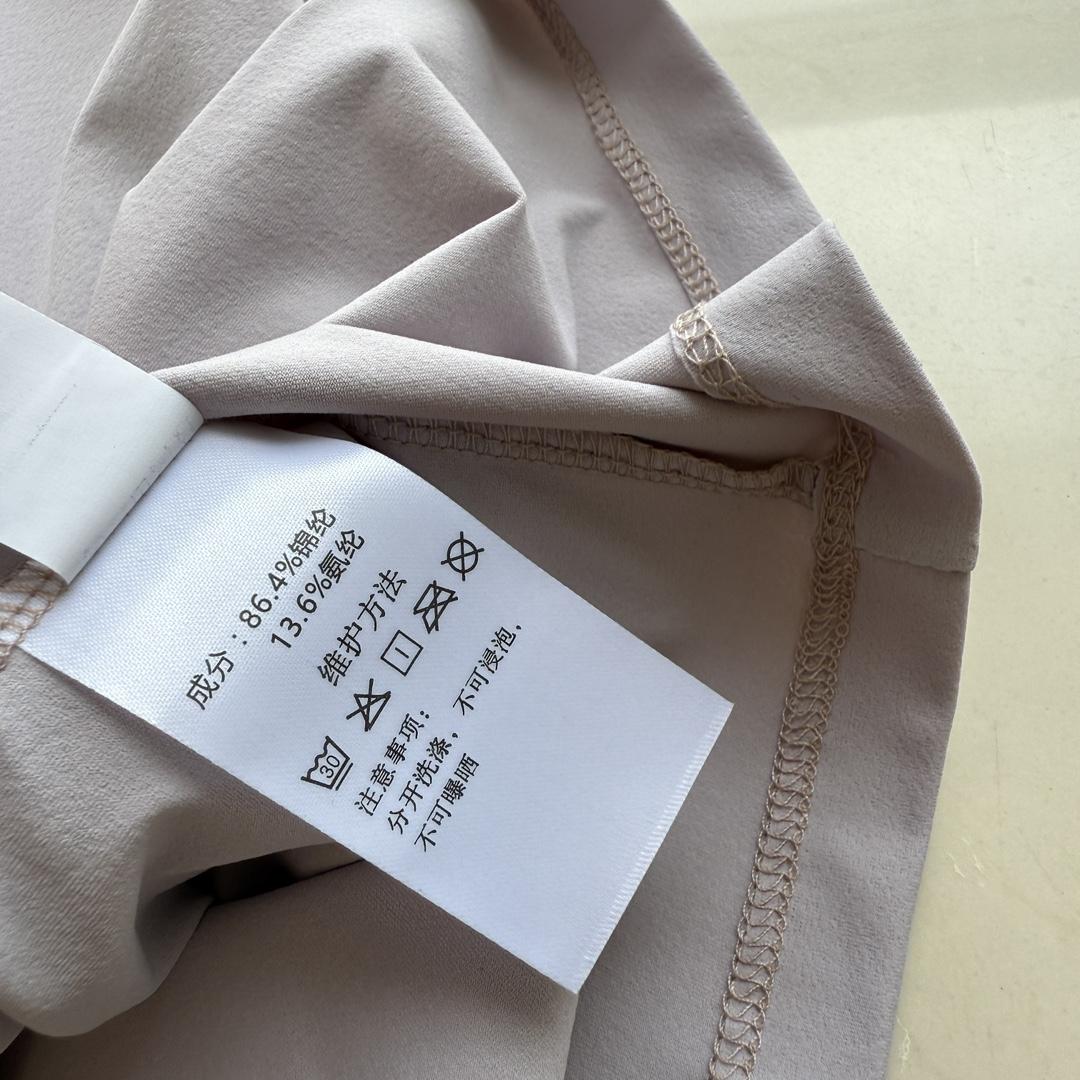 成分：86.4%锦纶
13.6%氨纶
维护方法
30
注意事项：
分开洗涤，不可浸泡，
不可曝晒